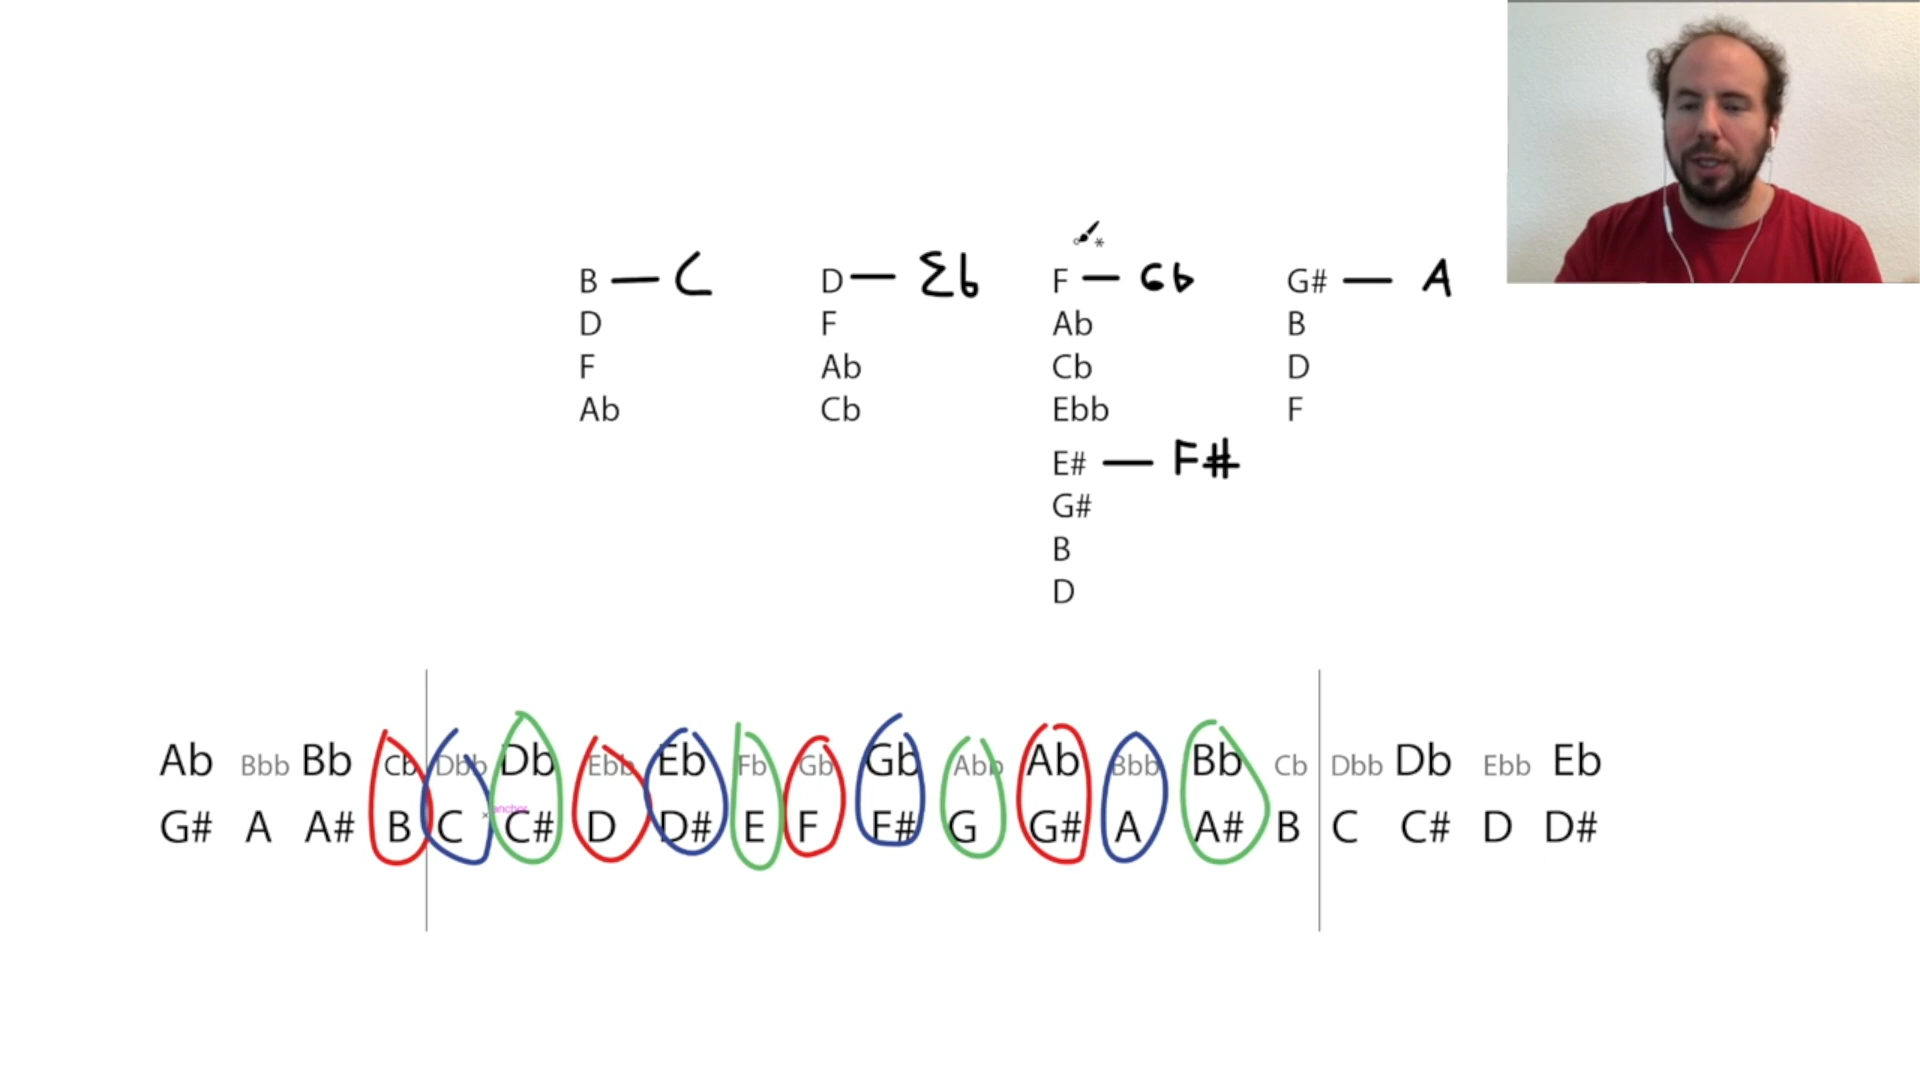 B — C D — Eb F — Gb G# — A
D F Ab B
F Ab Cb D
Ab Cb Ebb F
E# — F#
G#
B
D
Ab Bbb Bb Cb Dbb Db Ebb Eb Fb Gb Gb Abb Ab Bbb Bb Cb Dbb Db Ebb Eb
anchor
G# A A# B C C# D D# E F F# G G# A A# B C C# D D#